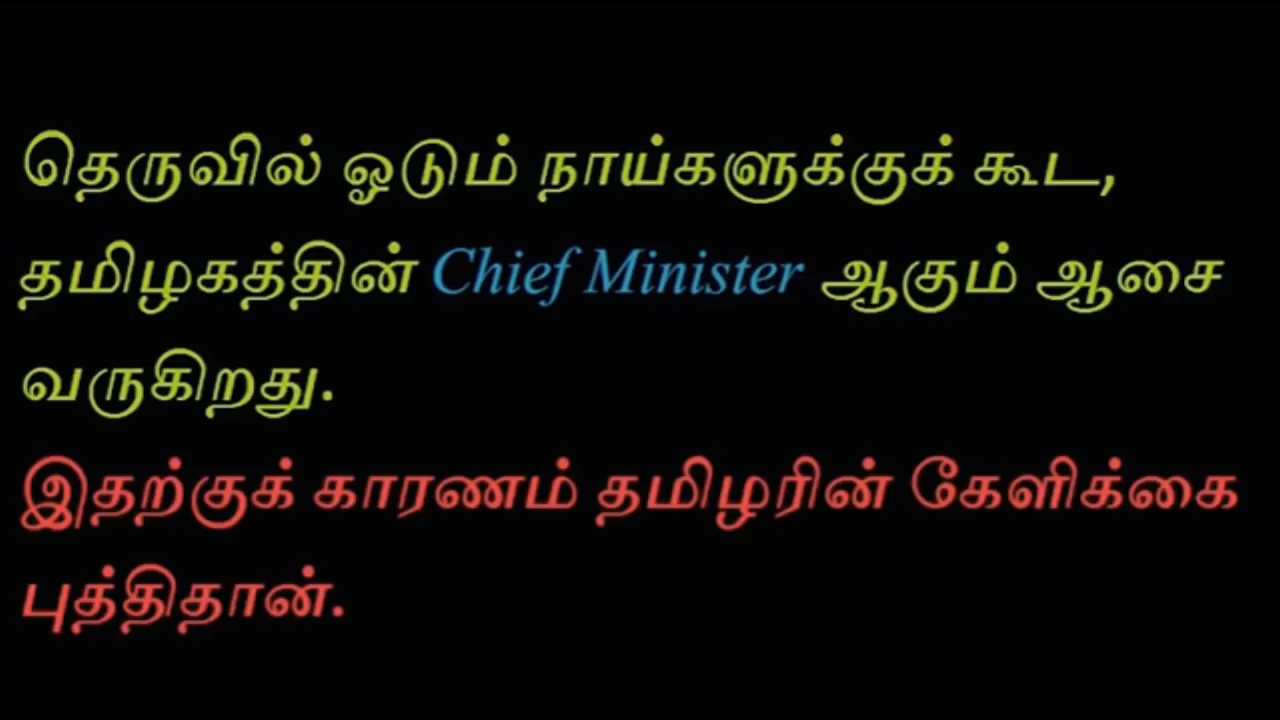 தெருவில் ஓடும் நாய்களுக்குக் கூட,
தமிழகத்தின் Chief Minister ஆகும் ஆசை
வருகிறது.
இதற்குக் காரணம் தமிழரின் கேளிக்கை
புத்திதான்.